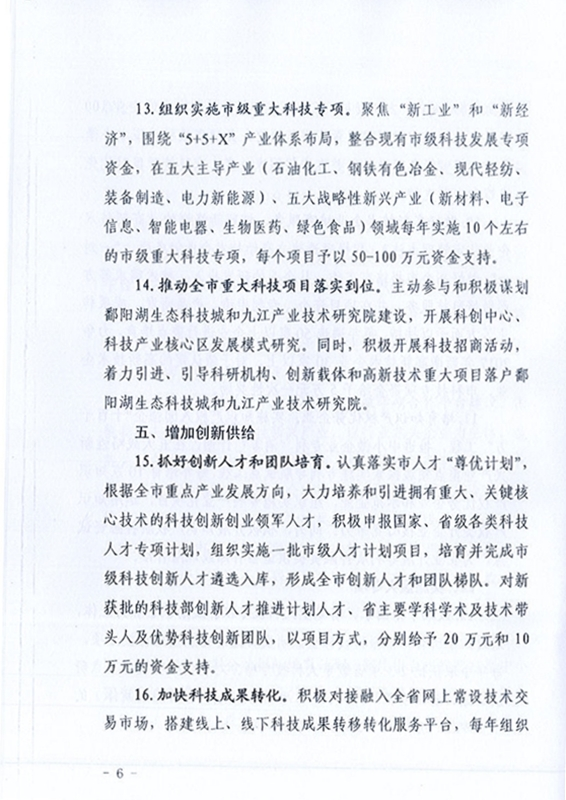 13.组织实施市级重大科技专项。聚焦“新工业”和“新经
济”，围绕“5+5+X”产业体系布局，整合现有市级科技发展专项
资金，在五大主导产业（石油化工、钢铁有色冶金、现代轻纺、
装备制造、电力新能源）、五大战略性新兴产业（新材料、电子
信息、智能电器、生物医药、绿色食品）领域每年实施10个左右
的市级重大科技专项，每个项目予以50-100万元资金支持。
14.推动全市重大科技项目落实到位。主动参与和积极谋划
鄱阳湖生态科技城和九江产业技术研究院建设，开展科创中心、
科技产业核心区发展模式研究。同时，积极开展科技招商活动，
着力引进、引导科研机构、创新载体和高新技术重大项目落户鄱
阳湖生态科技城和九江产业技术研究院。
五、增加创新供给
15.抓好创新人才和团队培育。认真落实市人才“尊优计划”，
根据全市重点产业发展方向，大力培养和引进拥有重大、关键核
心技术的科技创新创业领军人才，积极申报国家、省级各类科技
人才专项计划，组织实施一批市级人才计划项目，培育并完成市
级科技创新人才遴选入库，形成全市创新人才和团队梯队。对新
获批的科技部创新人才推进计划人才、省主要学科学术及技术带
头人及优势科技创新团队，以项目方式，分别给予20万元和10
万元的资金支持。
16.加快科技成果转化。积极对接融入全省网上常设技术交
易市场，搭建线上、线下科技成果转移转化服务平台，每年组织
- 6 -